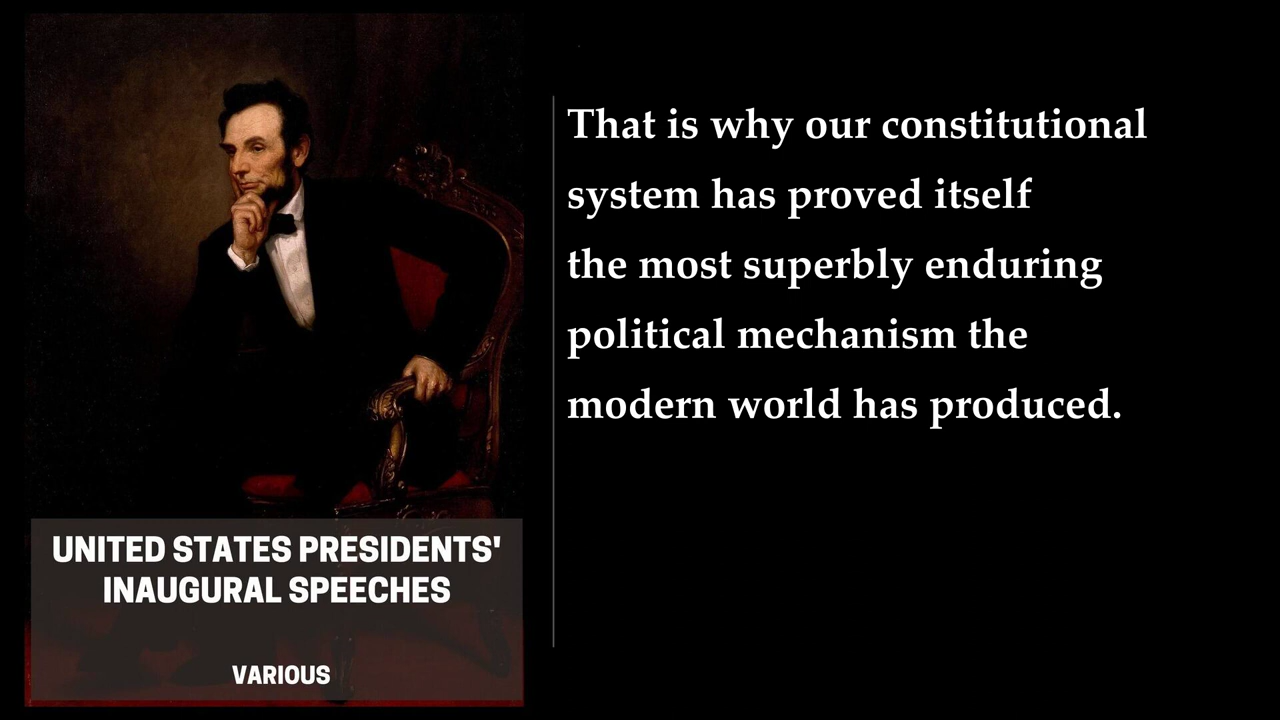 That is why our constitutional
system has proved itself
the most superbly enduring
political mechanism the
modern world has produced.
UNITED STATES PRESIDENTS'
INAUGURAL SPEECHES
VARIOUS